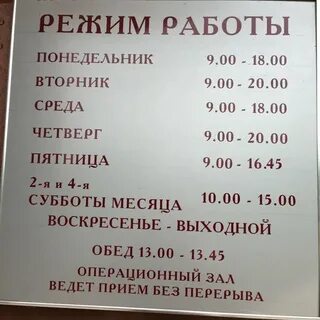 РЕЖИМ РАБОТЫ
ПОНЕДЕЛЬНИК 9.00 - 18.00
ВТОРНИК 9.00 - 20.00
СРЕДА 9.00 - 18.00
ЧЕТВЕРГ 9.00 - 20.00
ПЯТНИЦА 9.00 - 16.45
2-я и 4-я
СУББОТЫ МЕСЯЦА 10.00 - 15.00
ВОСКРЕСЕНЬЕ - ВЫХОДНОЙ
ОБЕД 13.00 - 13.45
ОПЕРАЦИОННЫЙ ЗАЛ
ВЕДЕТ ПРИЕМ БЕЗ ПЕРЕРЫВА